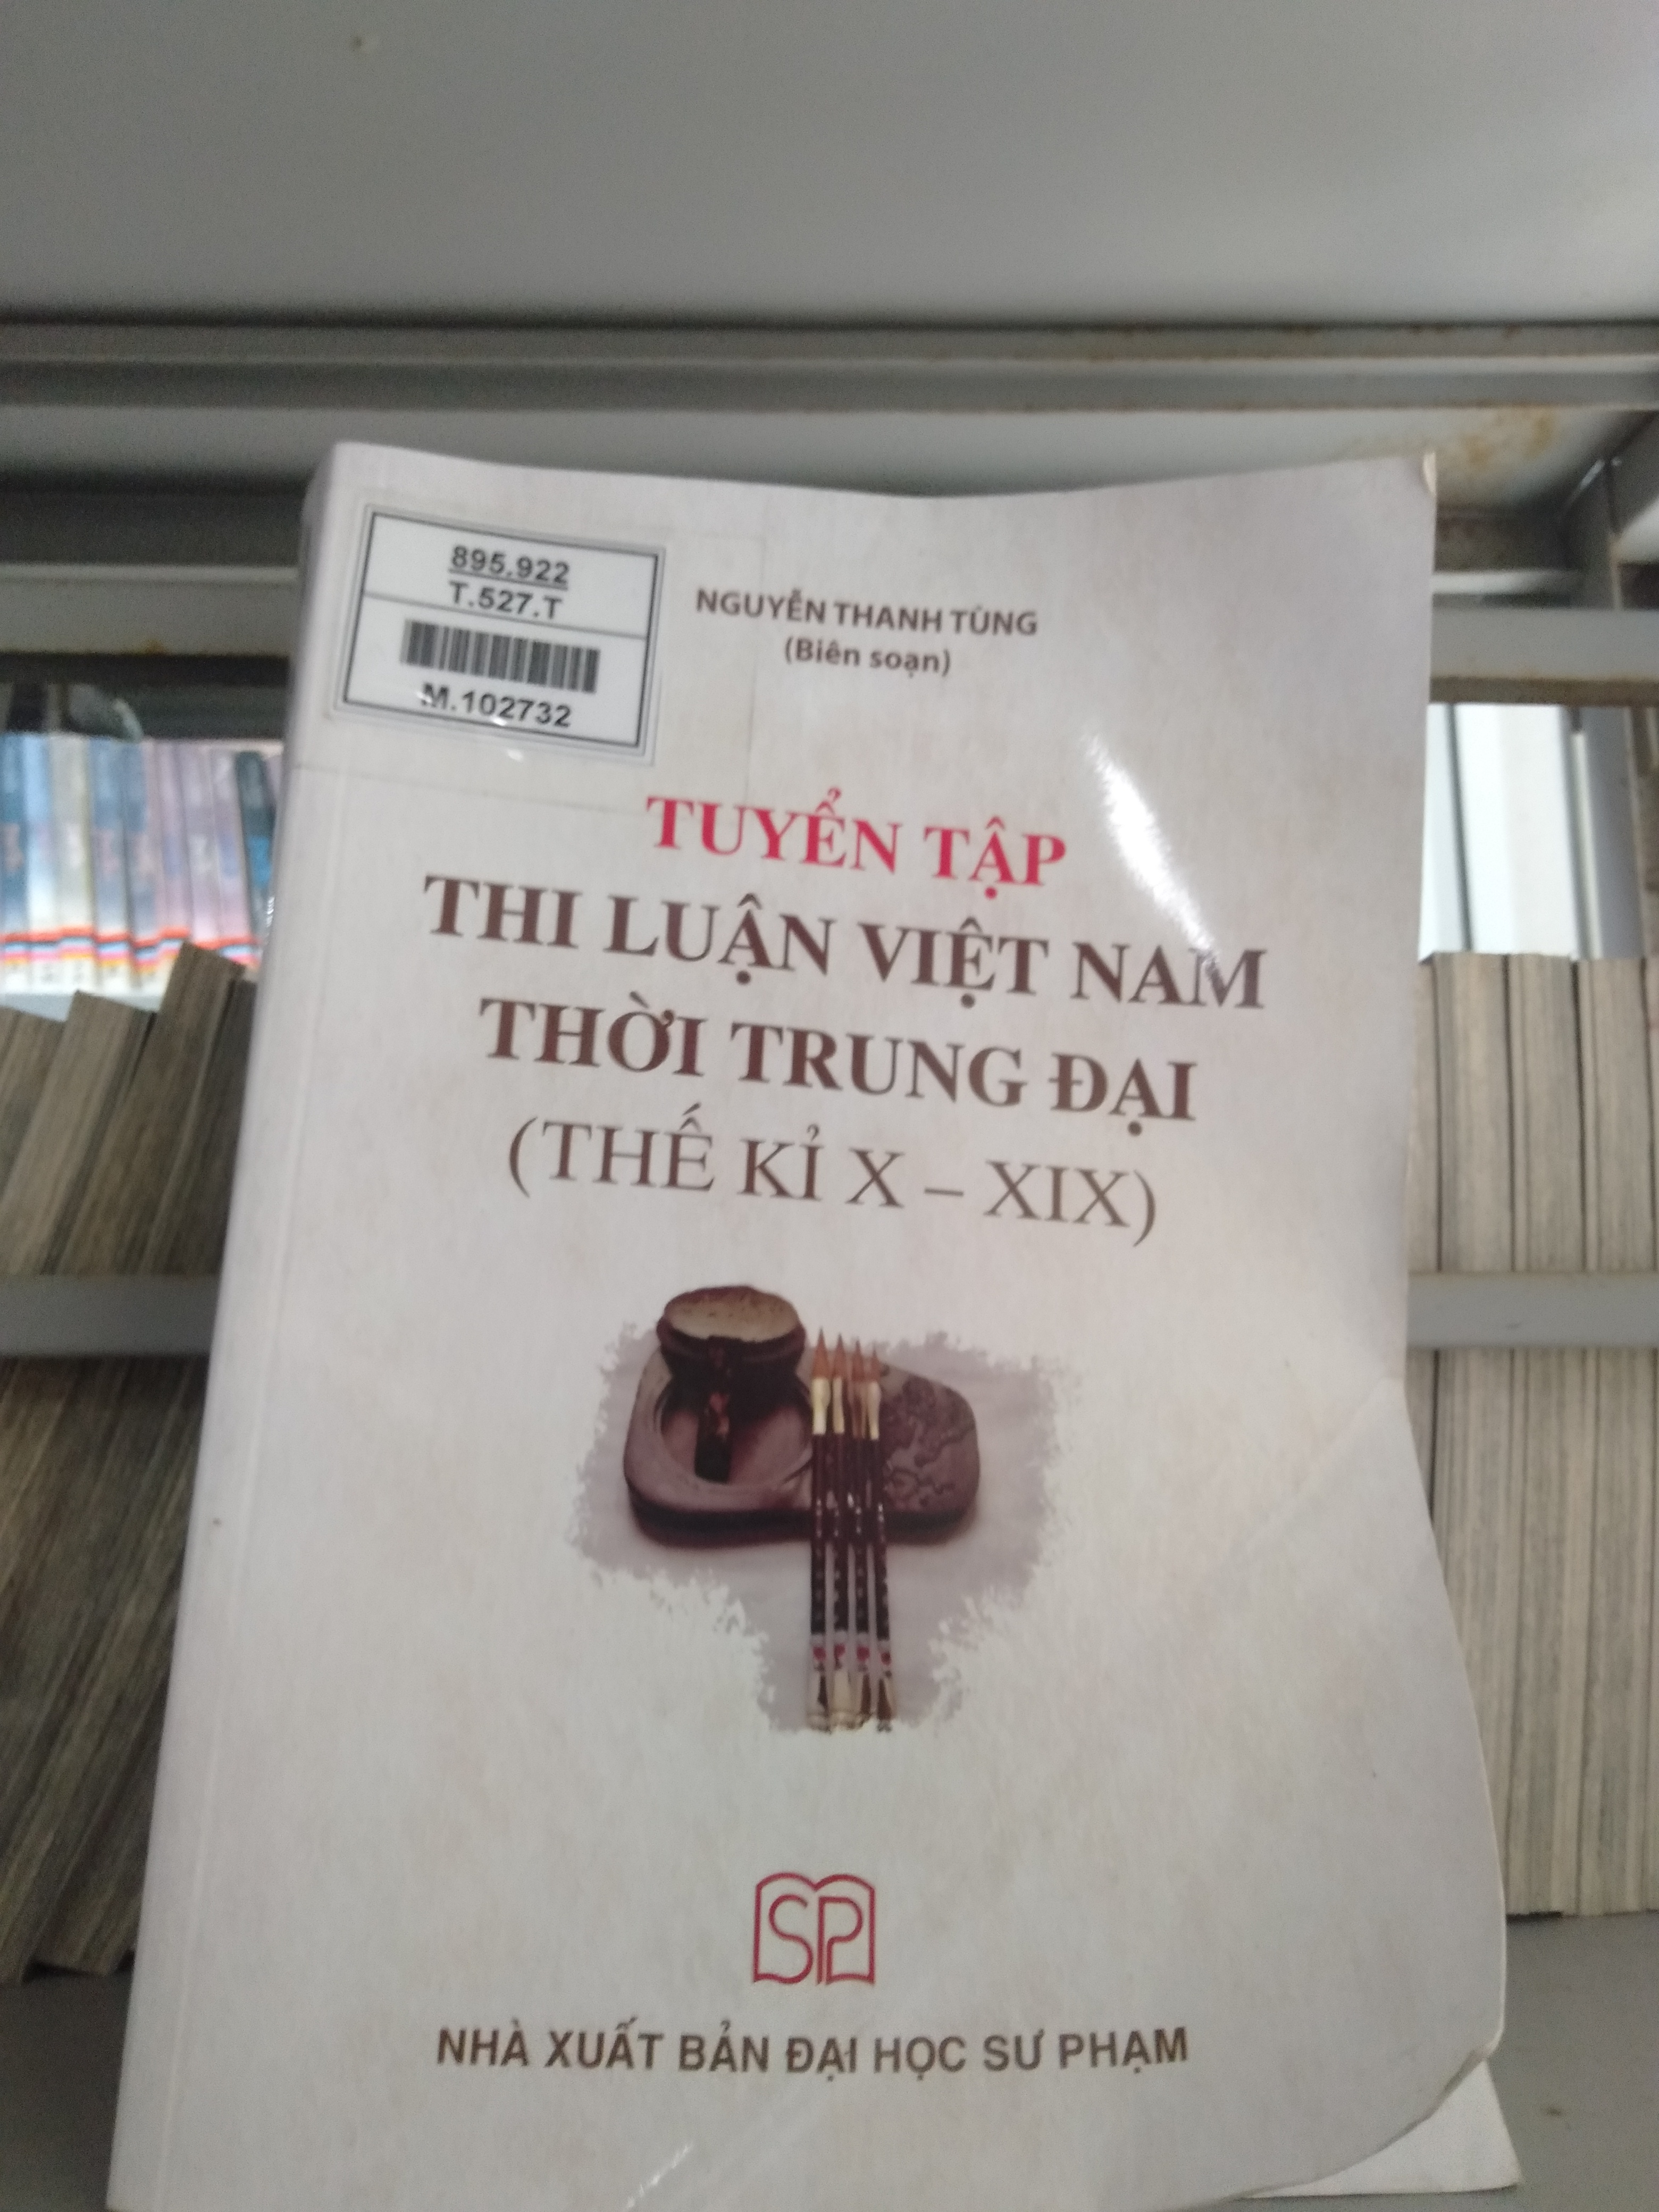 895.922
T.527.T
M.102732
NGUYỄN THANH TÙNG
(Biên soạn)
TUYỂN TẬP
THI LUẬN VIỆT NAM
THỜI TRUNG ĐẠI
(THẾ KỈ X – XIX)
SP
NHÀ XUẤT BẢN ĐẠI HỌC SƯ PHẠM